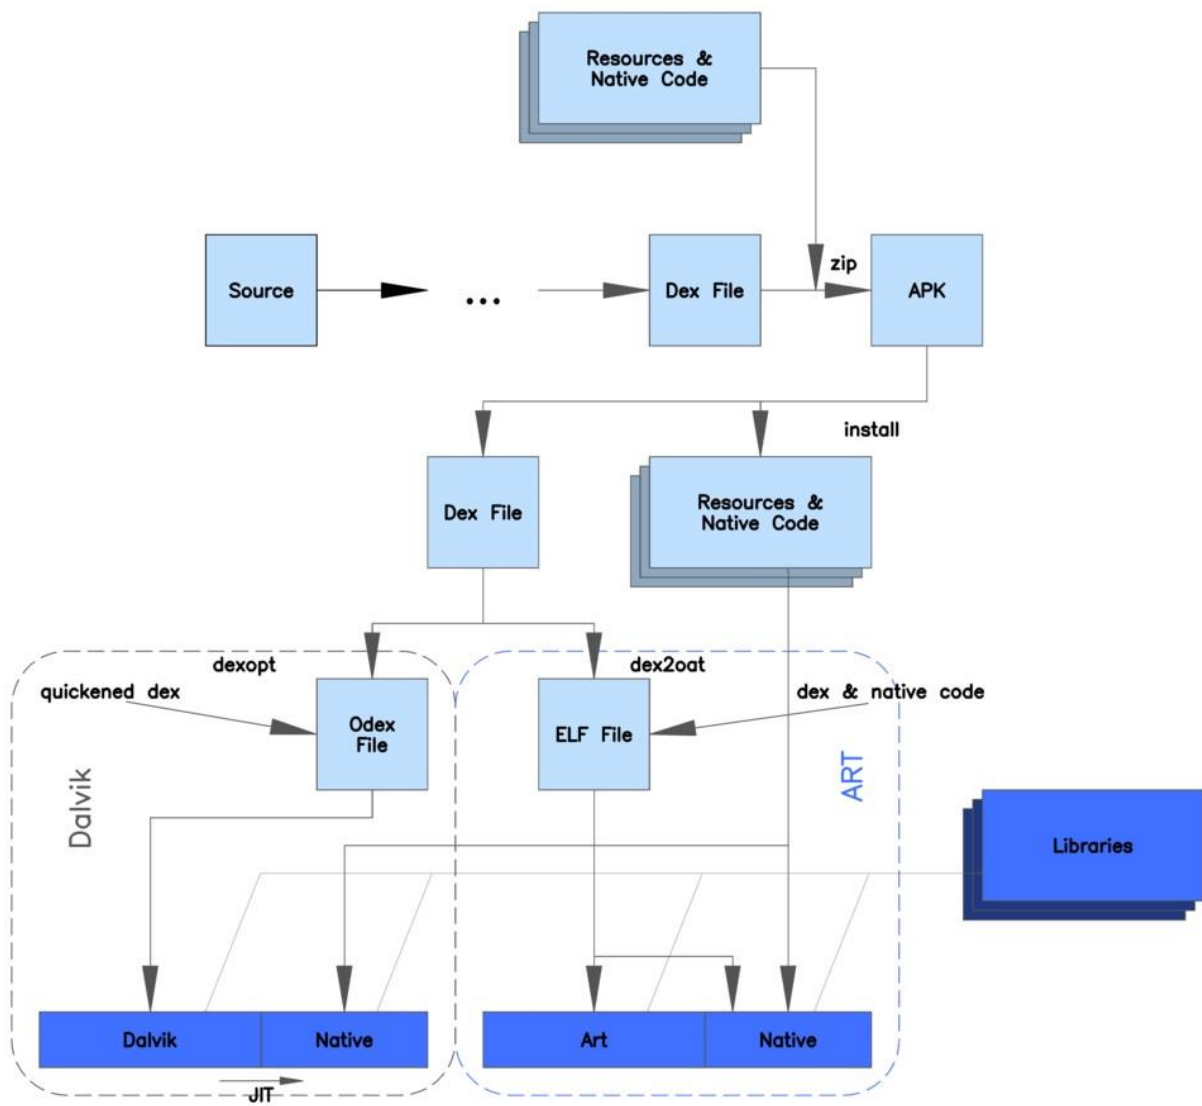 Resources &
Native Code
zip
Source
...
Dex File
APK
install
Dex File
Resources &
Native Code
dexopt
dex2oat
quickened dex
dex & native code
Odex
File
ELF File
Dalvik
ART
Libraries
Dalvik
Native
Art
Native
JIT